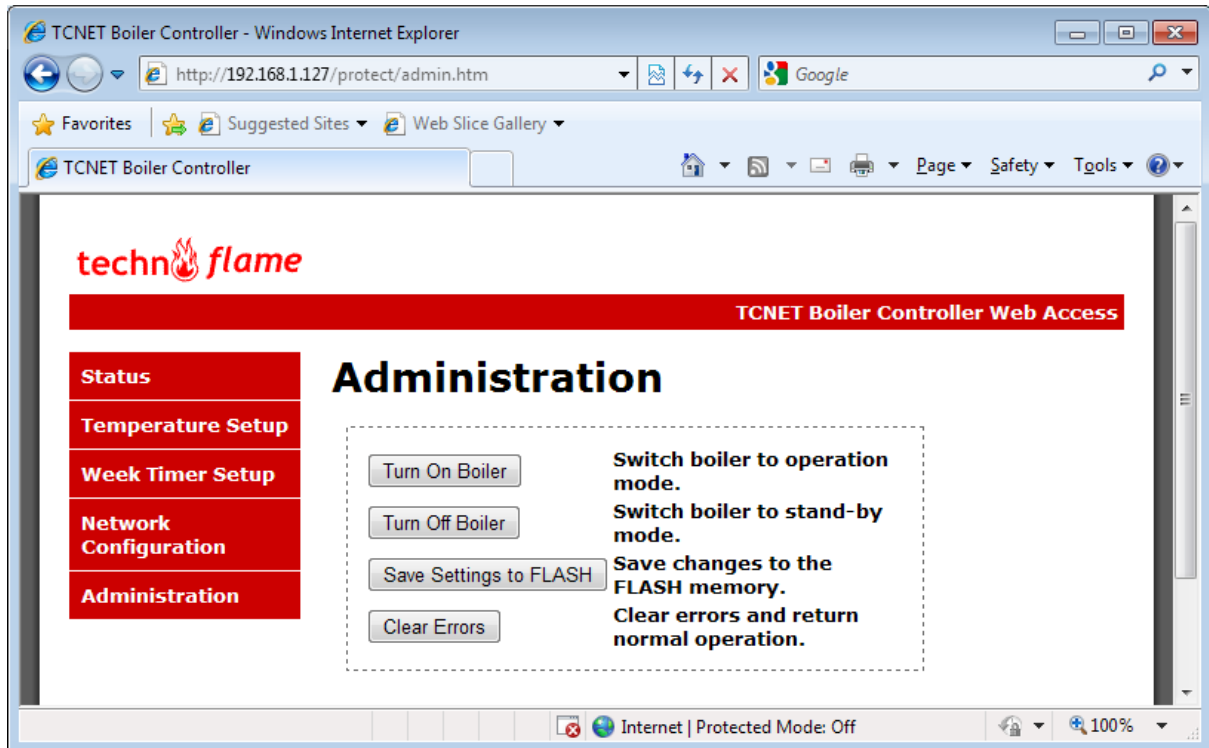 TCNET Boiler Controller - Windows Internet Explorer
http://192.168.1.127/protect/admin.htm
Google
Favorites
Suggested Sites
Web Slice Gallery
TCNET Boiler Controller
Page
Safety
Tools
techn flame
TCNET Boiler Controller Web Access
Status
Temperature Setup
Week Timer Setup
Network
Configuration
Administration
Administration
Turn On Boiler
Switch boiler to operation
mode.
Turn Off Boiler
Switch boiler to stand-by
mode.
Save Settings to FLASH
Save changes to the
FLASH memory.
Clear Errors
Clear errors and return
normal operation.
Internet | Protected Mode: Off
100%